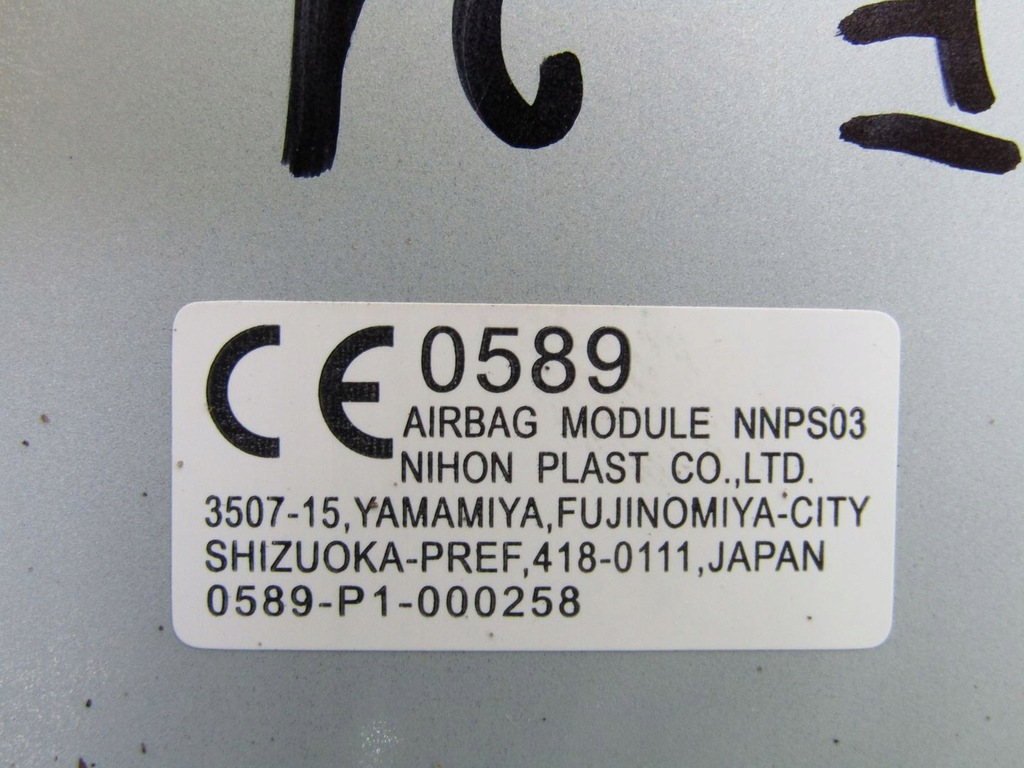 CE 0589
AIRBAG MODULE NNPS03
NIHON PLAST CO.,LTD.
3507-15,YAMAMIYA,FUJINOMIYA-CITY
SHIZUOKA-PREF,418-0111,JAPAN
0589-P1-000258